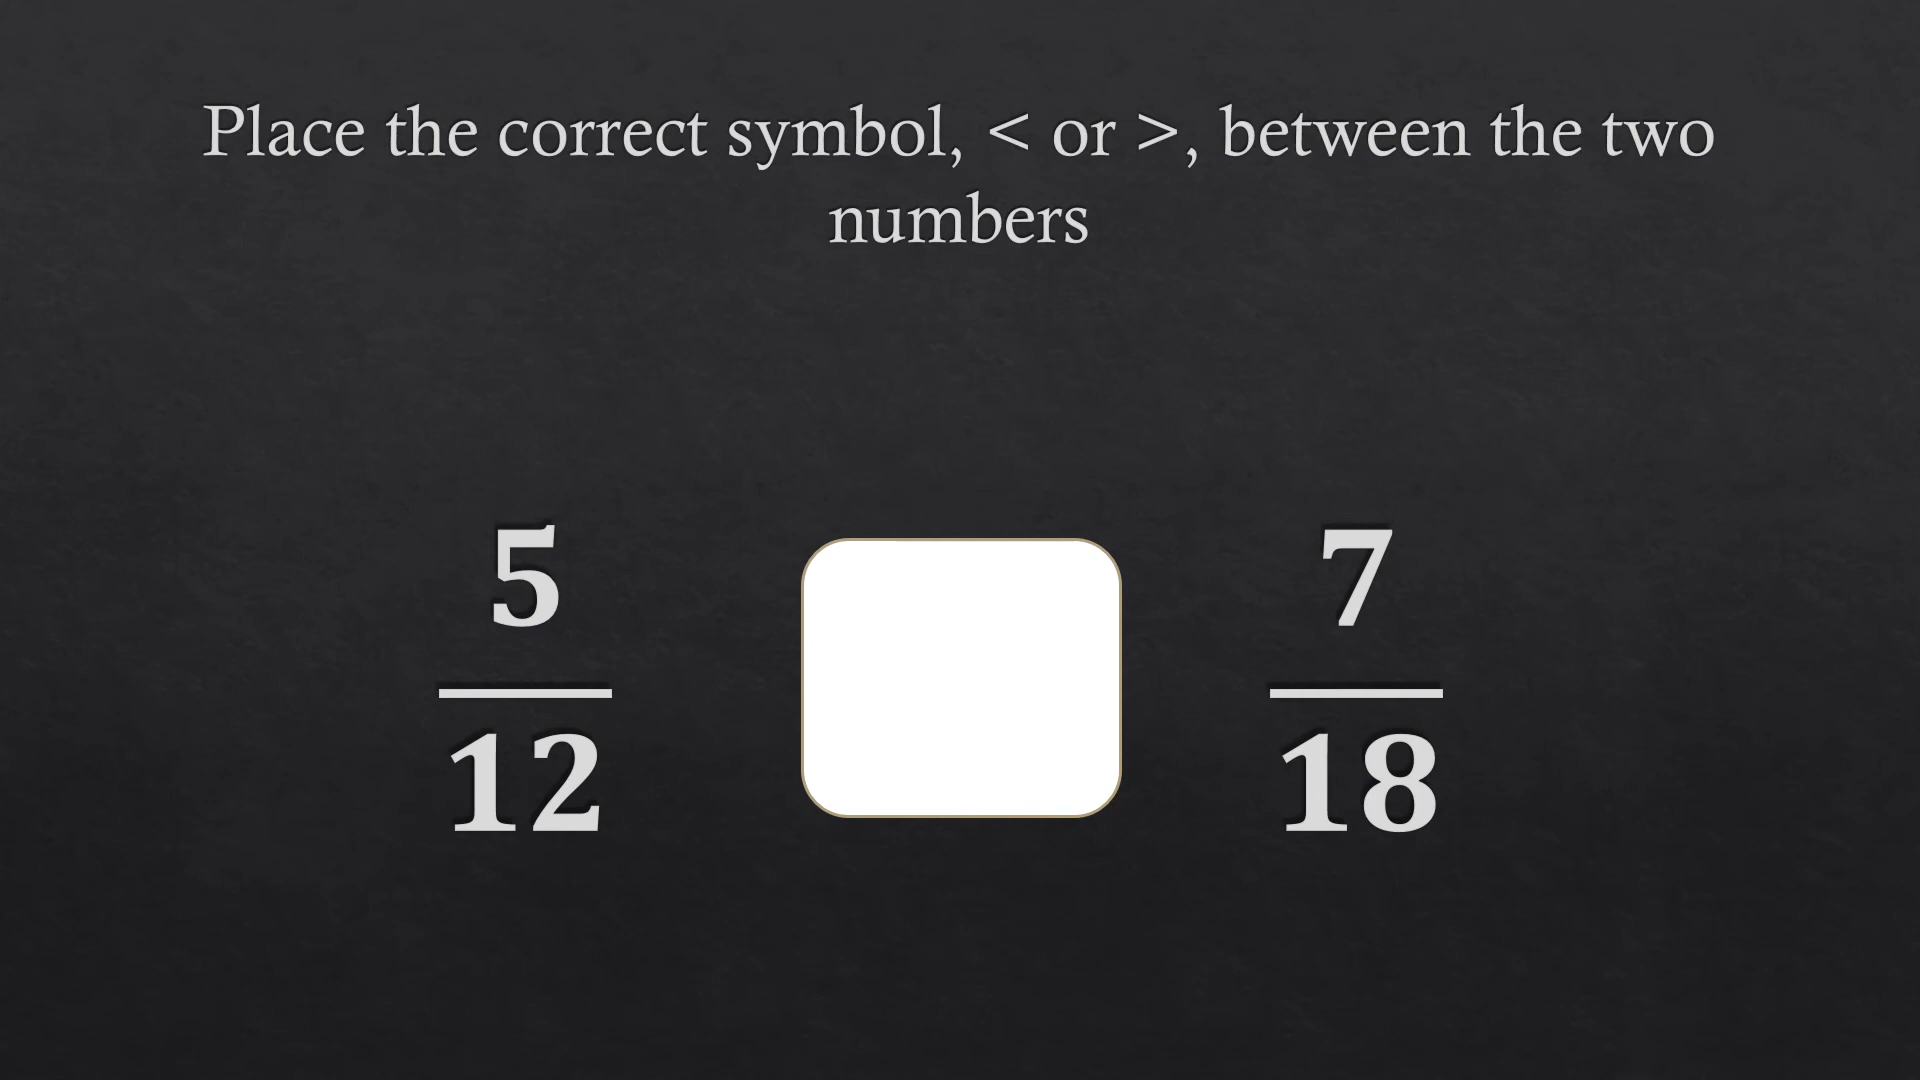 Place the correct symbol, < or >, between the two
numbers
5
12
7
18